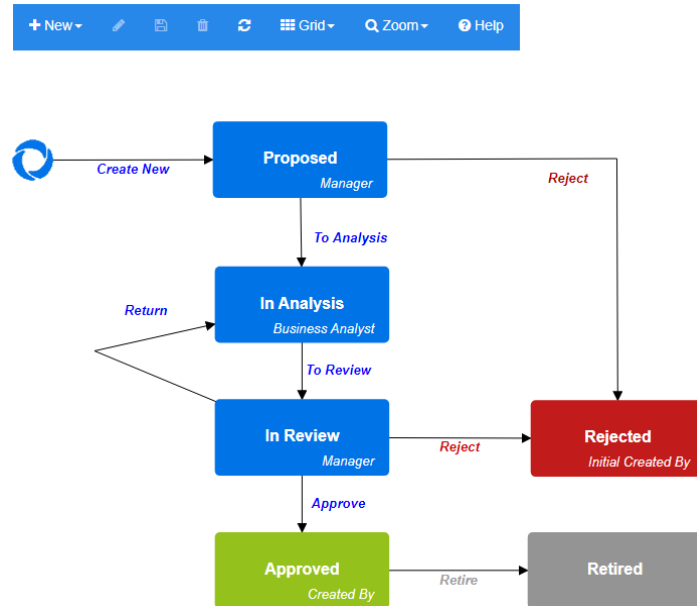 New
Grid
Zoom
Help
Proposed
Manager
Create New
Reject
To Analysis
In Analysis
Business Analyst
Return
To Review
In Review
Manager
Reject
Rejected
Initial Created By
Approve
Approved
Created By
Retire
Retired